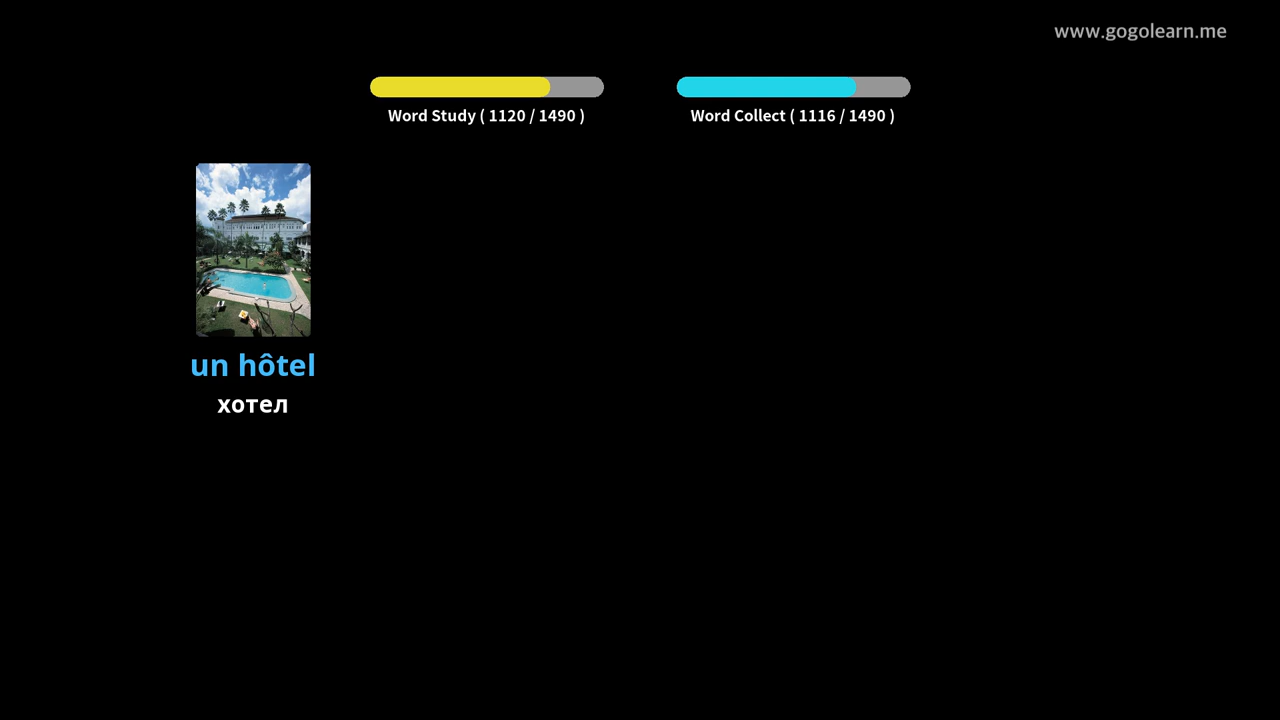 www.gogolearn.me
Word Study ( 1120 / 1490 )
Word Collect ( 1116 / 1490 )
un hôtel
хотел